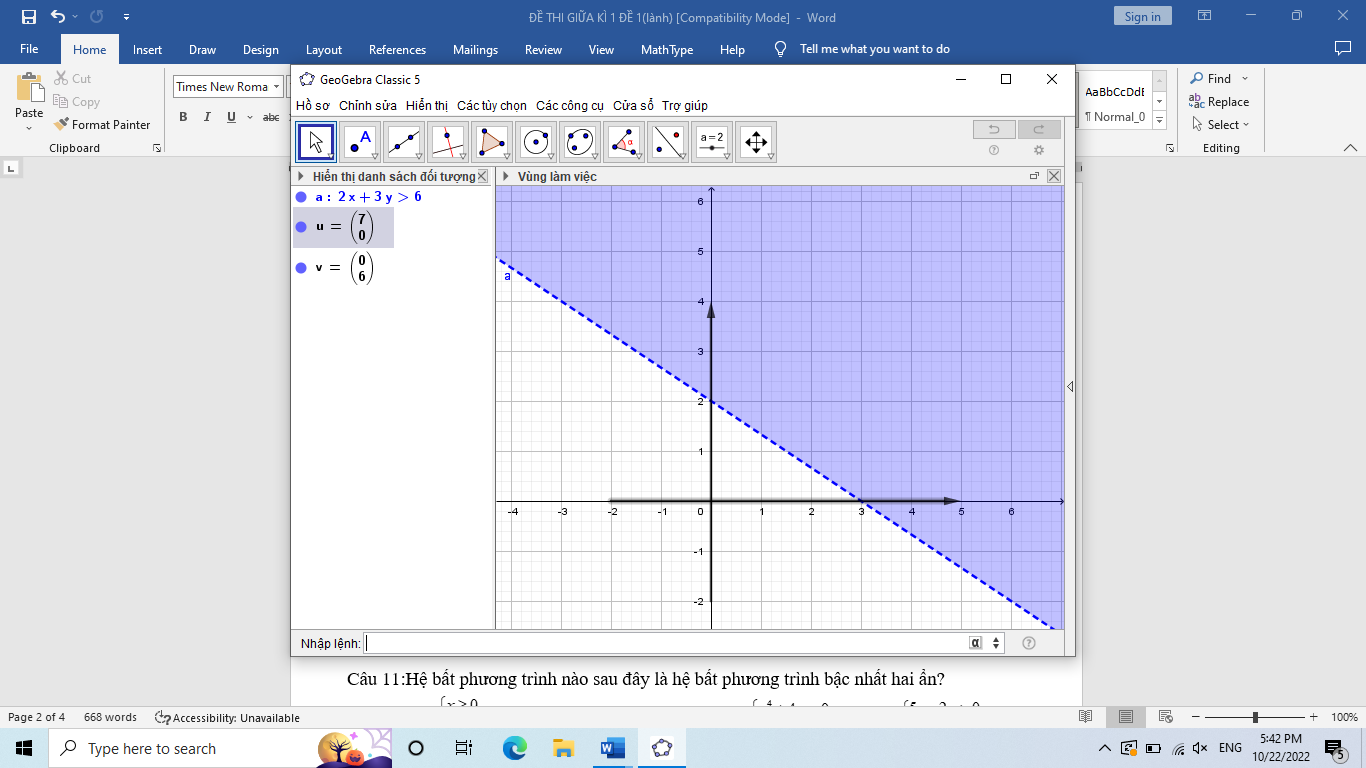 ĐỀ THI GIỮA KÌ 1 ĐỀ 1(lành) [Compatibility Mode] - Word
Sign in
File Home Insert Draw Design Layout References Mailings Review View MathType Help Tell me what you want to do
Paste
Cut
Copy
Format Painter
Clipboard
Times New Roma
B I U abc
AaBbCcDdE
¶ Normal_0
Find
Replace
Select
Editing
GeoGebra Classic 5
Hồ sơ Chỉnh sửa Hiển thị Các tùy chọn Các công cụ Cửa sổ Trợ giúp
A
α
a = 2
Hiển thị danh sách đối tượng
Vùng làm việc
a : 2 x + 3 y > 6
u = (7
0)
v = (0
6)
6
5
a
4
3
2
1
-4 -3 -2 -1 0 1 2 3 4 5 6
-1
-2
Nhập lệnh:
α
Câu 11:Hệ bất phương trình nào sau đây là hệ bất phương trình bậc nhất hai ẩn?
Page 2 of 4 668 words Accessibility: Unavailable
100%
Type here to search
ENG
5:42 PM
10/22/2022
5